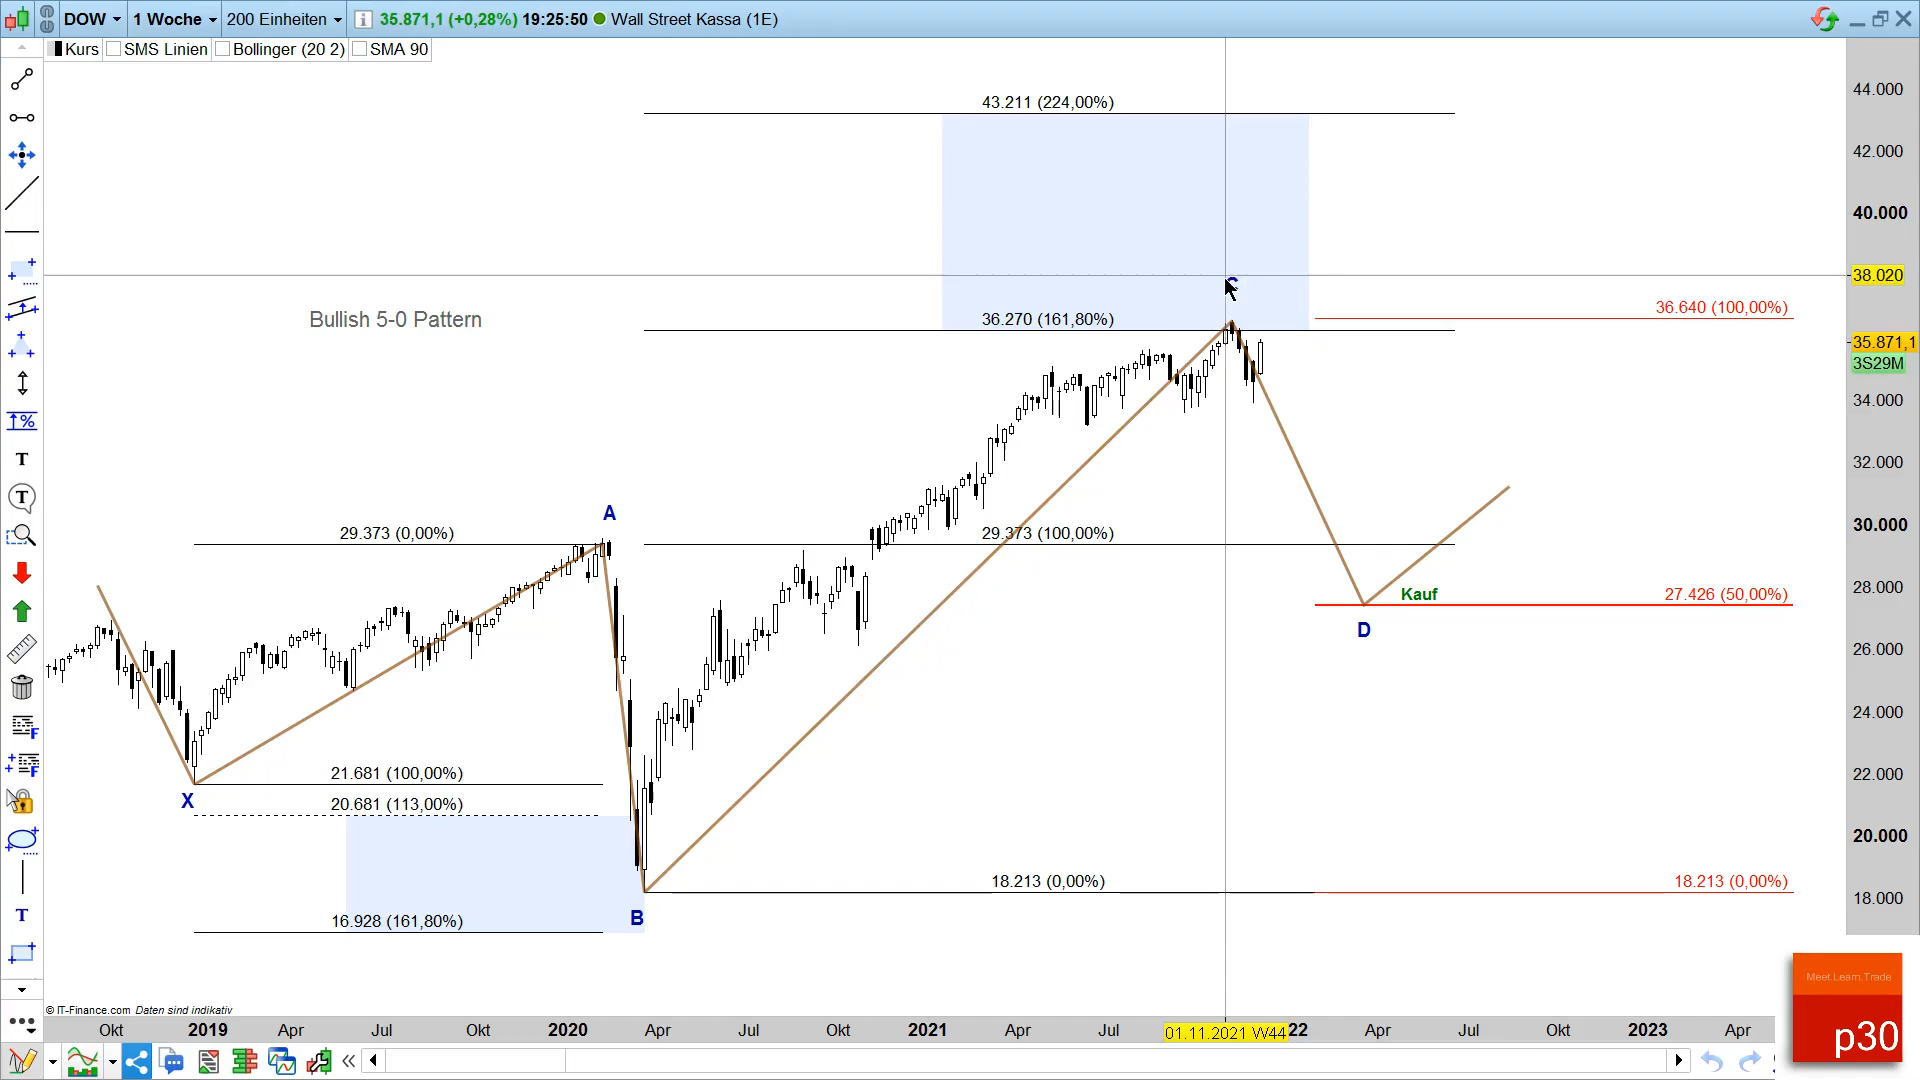 DOW 1 Woche 200 Einheiten 35.871,1 (+0,28%) 19:25:50 Wall Street Kassa (1E)
Kurs SMS Linien Bollinger (20 2) SMA 90
43.211 (224,00%)
44.000
42.000
40.000
38.020
Bullish 5-0 Pattern
36.270 (161,80%)
36.640 (100,00%)
35.871,1
3S29M
34.000
32.000
A
29.373 (0,00%)
29.373 (100,00%)
30.000
28.000
Kauf
27.426 (50,00%)
D
26.000
24.000
21.681 (100,00%)
22.000
X
20.681 (113,00%)
20.000
18.213 (0,00%)
18.213 (0,00%)
18.000
16.928 (161,80%)
B
© IT-Finance.com Daten sind indikativ
Okt 2019 Apr Jul Okt 2020 Apr Jul Okt 2021 Apr Jul 01.11.2021 W44 22 Apr Jul Okt 2023 Apr
Meet.Learn.Trade
p30